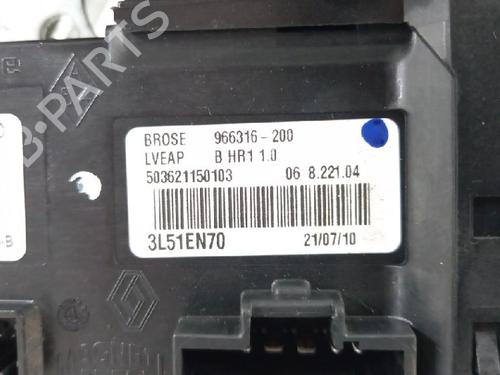 B-PARTS
BROSE 966316-200
LVEAP B HR1 1.0
503621150103 06 8.221.04
3L51EN70 21/07/10
-B